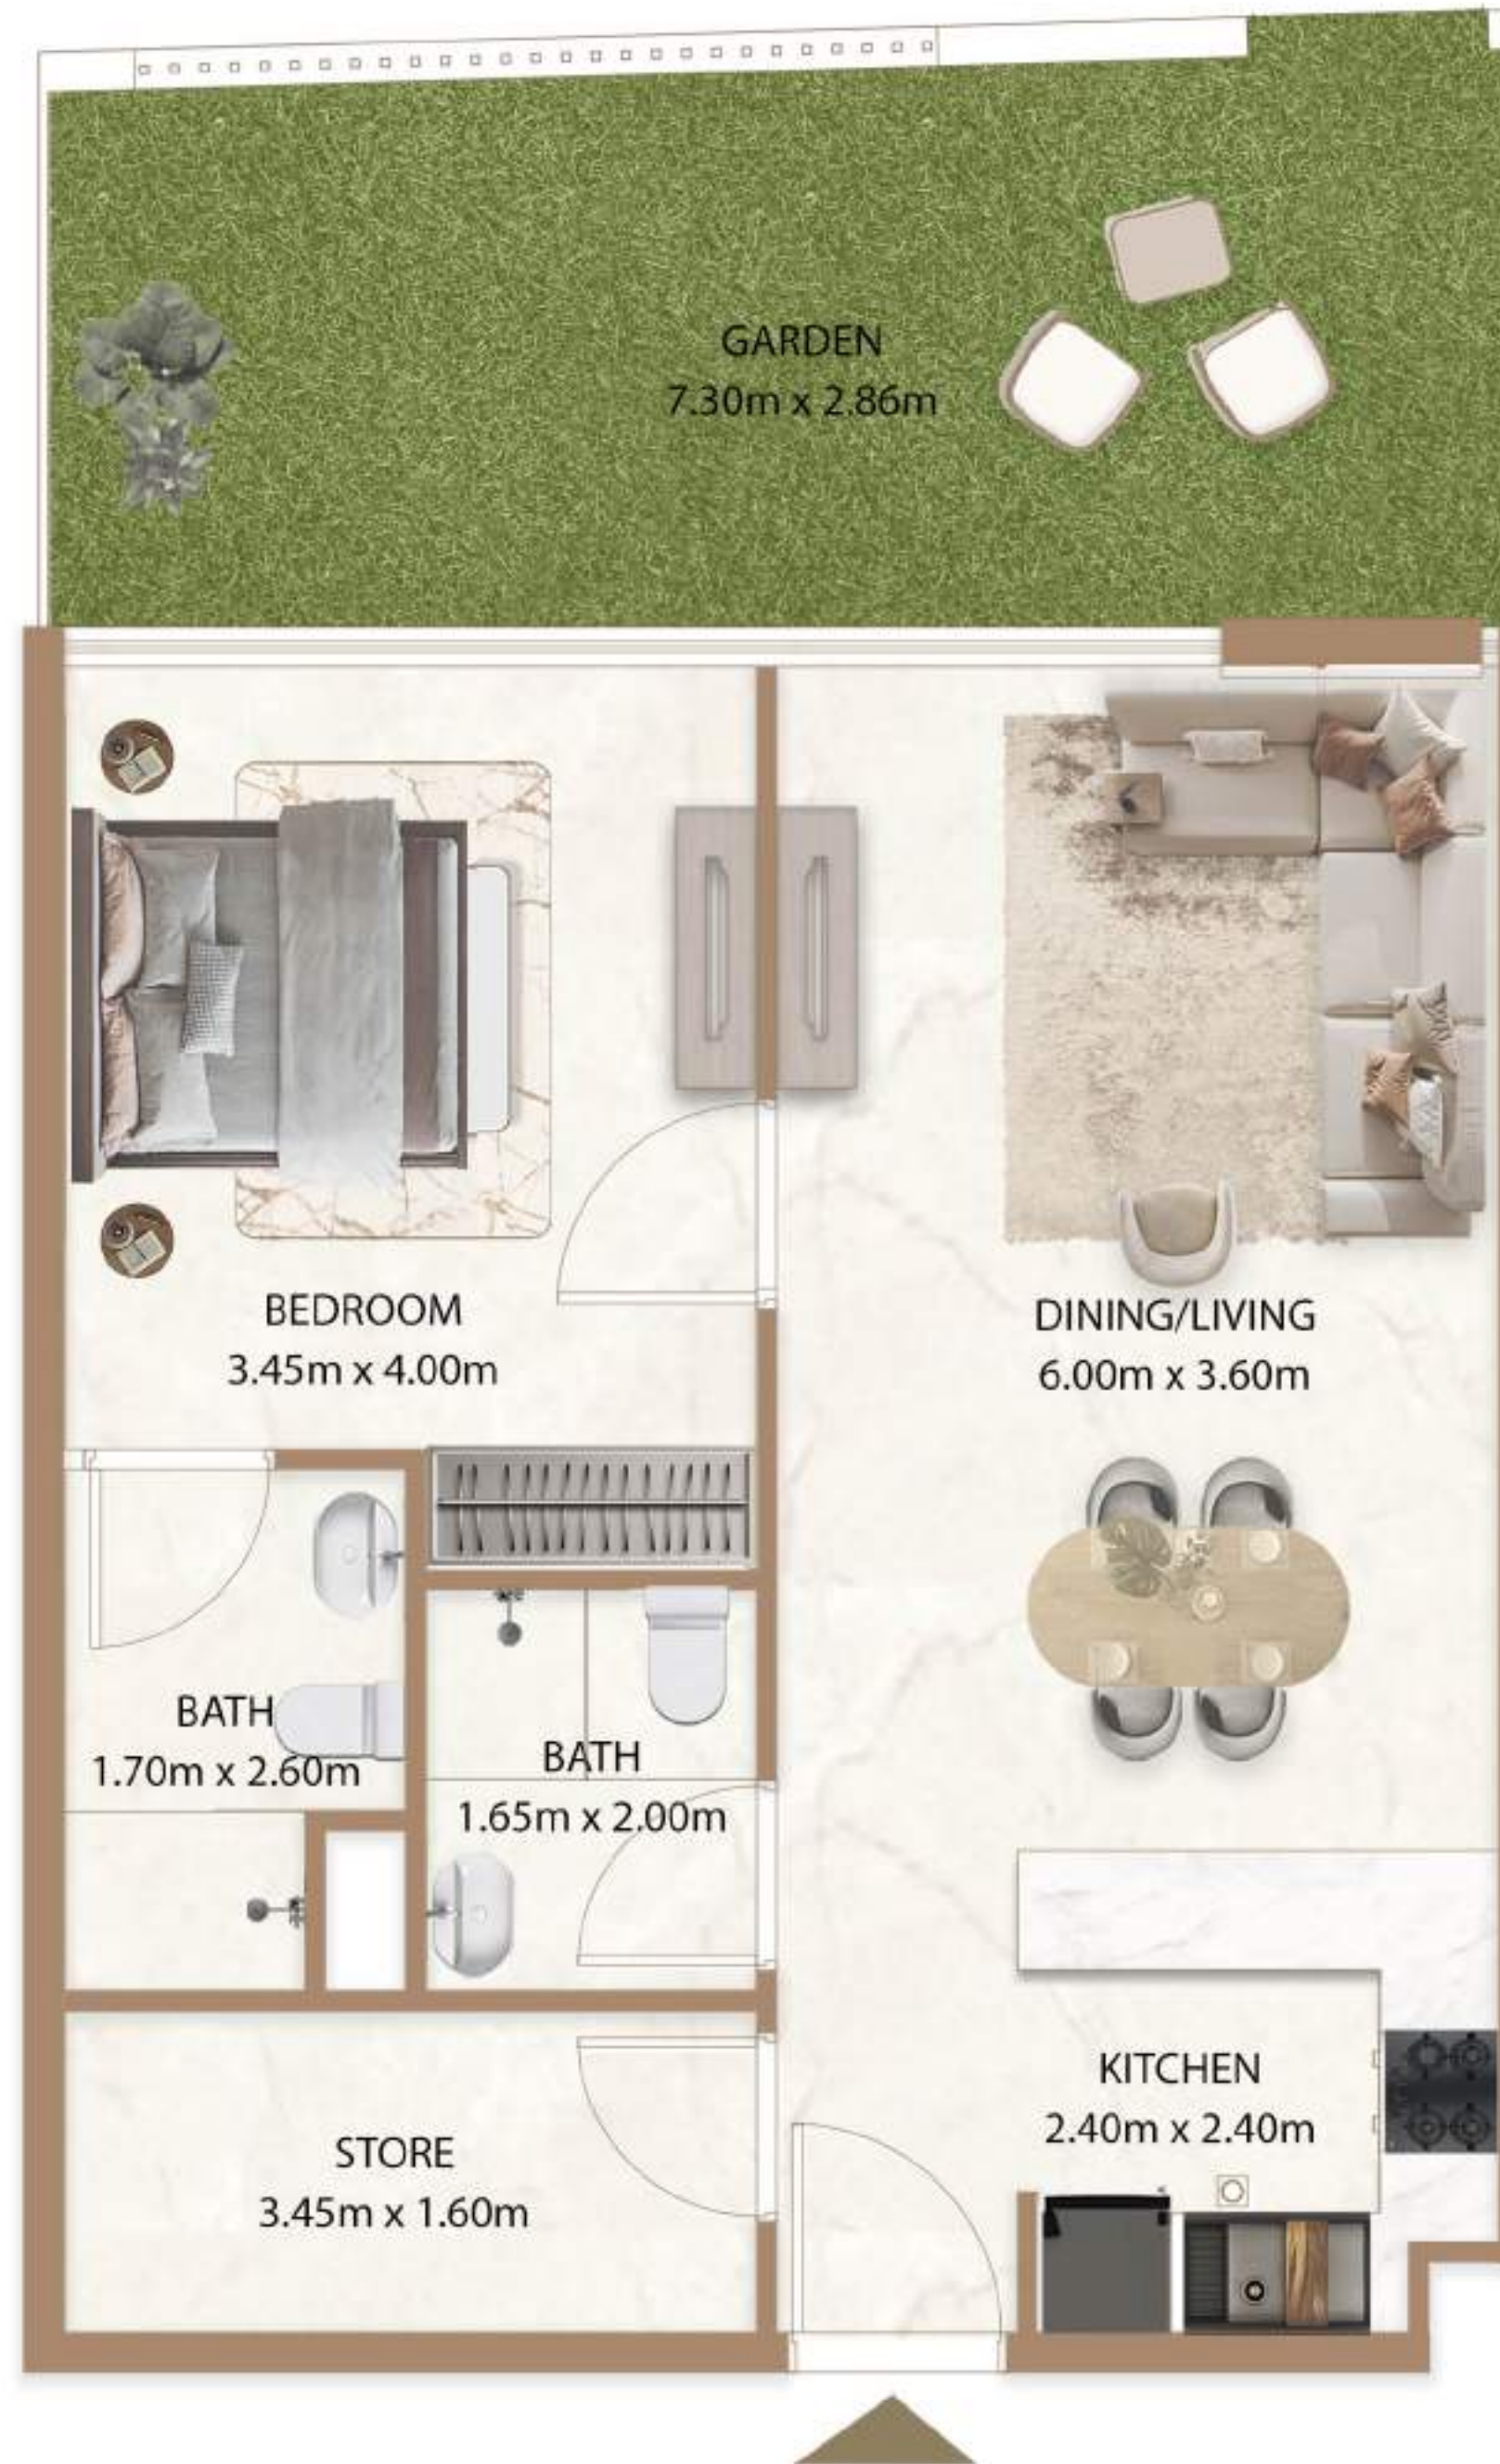 GARDEN
7.30m x 2.86m
BEDROOM
3.45m x 4.00m
DINING/LIVING
6.00m x 3.60m
BATH
1.70m x 2.60m
BATH
1.65m x 2.00m
KITCHEN
2.40m x 2.40m
STORE
3.45m x 1.60m